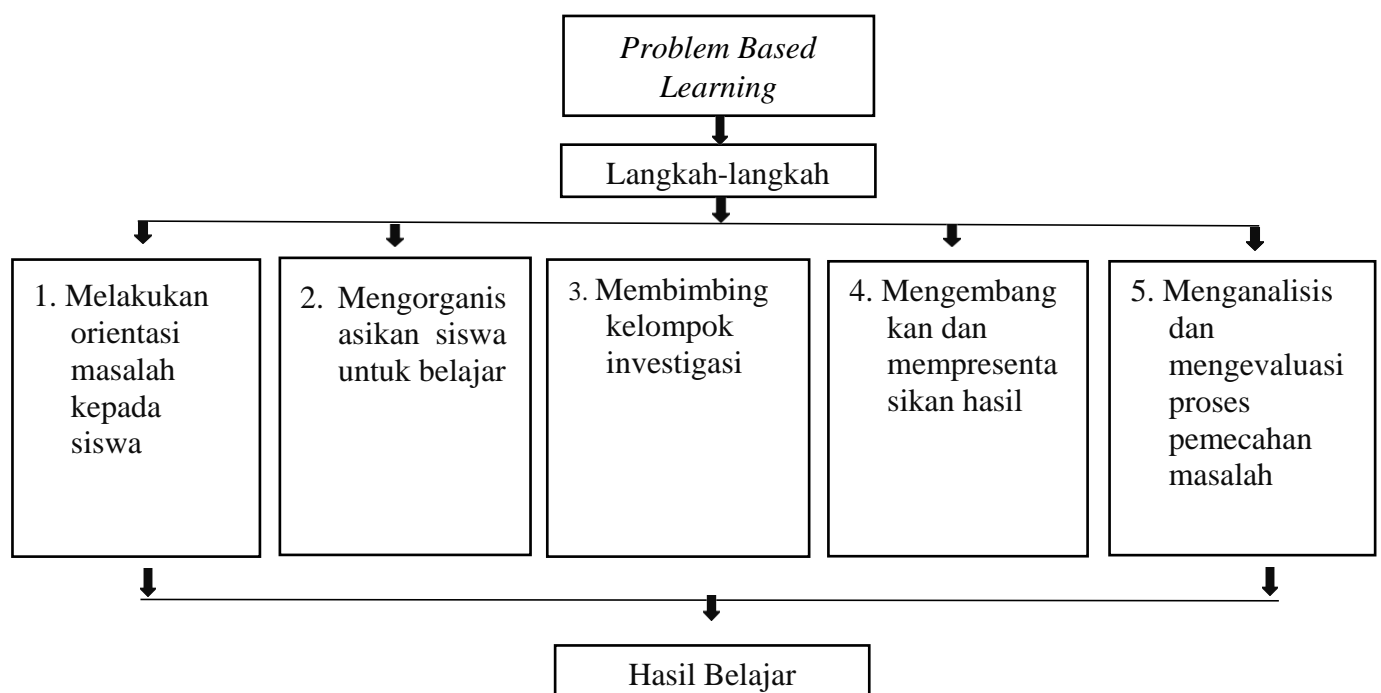 Problem Based
Learning
Langkah-langkah
1. Melakukan
orientasi
masalah
kepada
siswa
2. Mengorganis
asikan siswa
untuk belajar
3. Membimbing
kelompok
investigasi
4. Mengembang
kan dan
mempresenta
sikan hasil
5. Menganalisis
dan
mengevaluasi
proses
pemecahan
masalah
Hasil Belajar